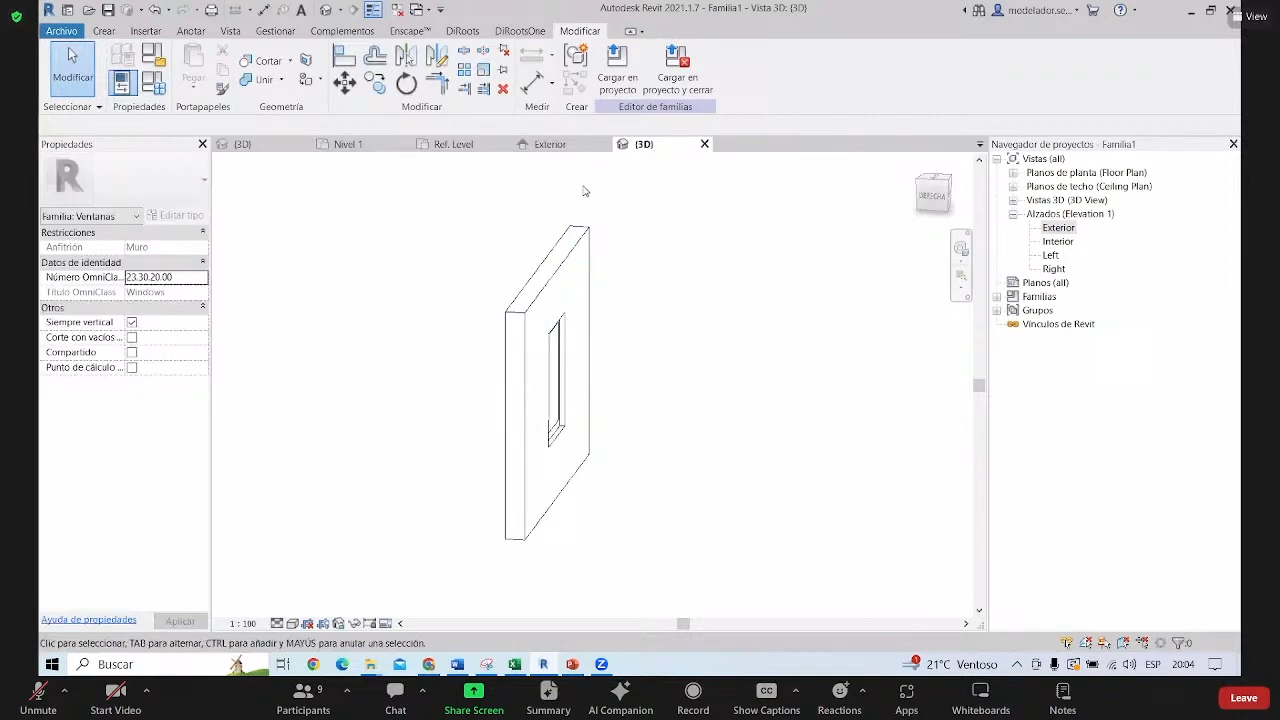 Autodesk Revit 2021.1.7 - Familia1 - Vista 3D: {3D}
modelador.se...
View
Archivo
Crear
Insertar
Anotar
Vista
Gestionar
Complementos
Enscape™
DiRoots
DiRootsOne
Modificar
Modificar
Pegar
Cortar
Unir
Cargar en
proyecto
Cargar en
proyecto y cerrar
Seleccionar
Propiedades
Portapapeles
Geometría
Modificar
Medir
Crear
Editor de familias
Propiedades
{3D}
Nivel 1
Ref. Level
Exterior
{3D}
Navegador de proyectos - Familia1
R
Familia: Ventanas
Editar tipo
Restricciones
Anfitrión
Muro
Datos de identidad
Número OmniCla...
23.30.20.00
Título OmniClass
Windows
Otros
Siempre vertical
Corte con vacíos ...
Compartido
Punto de cálculo ...
DERECHA
Vistas (all)
Planos de planta (Floor Plan)
Planos de techo (Ceiling Plan)
Vistas 3D (3D View)
Alzados (Elevation 1)
Exterior
Interior
Left
Right
Planos (all)
Familias
Grupos
Vínculos de Revit
Ayuda de propiedades
Aplicar
1 : 100
Clic para seleccionar, TAB para alternar, CTRL para añadir y MAYÚS para anular una selección.
:0
Buscar
21°C Ventoso
ESP
20:04
Unmute
Start Video
Participants
9
Chat
Share Screen
Summary
AI Companion
Record
CC
Show Captions
Reactions
Apps
Whiteboards
Notes
Leave